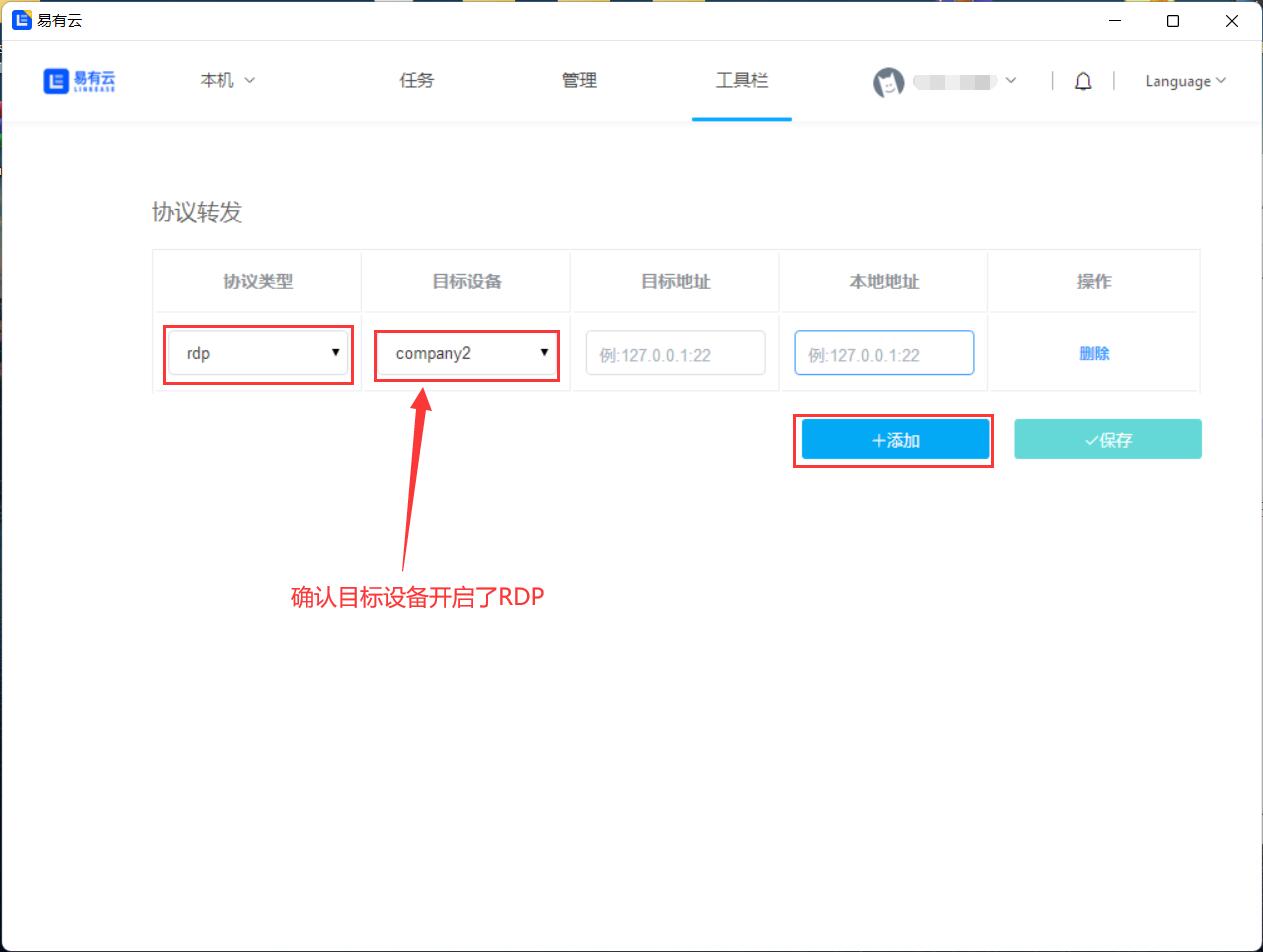 易有云
易有云 LINKEASE 本机 任务 管理 工具栏 Language
协议转发
协议类型 目标设备 目标地址 本地地址 操作
rdp company2 例:127.0.0.1:22 例:127.0.0.1:22 删除
+添加 保存
确认目标设备开启了RDP